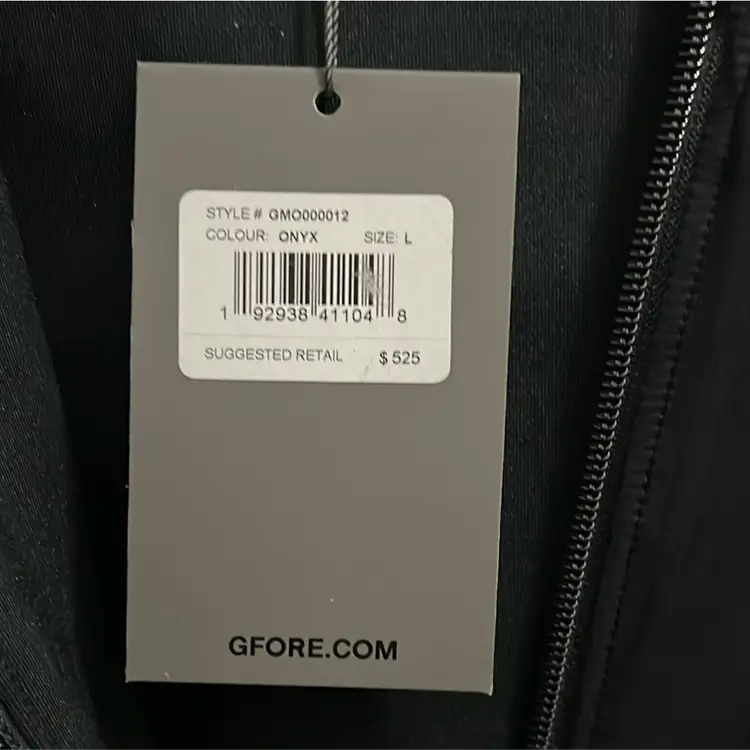 STYLE # GMO000012
COLOUR: ONYX SIZE: L
1 92938 41104 8
SUGGESTED RETAIL $ 525
GFORE.COM